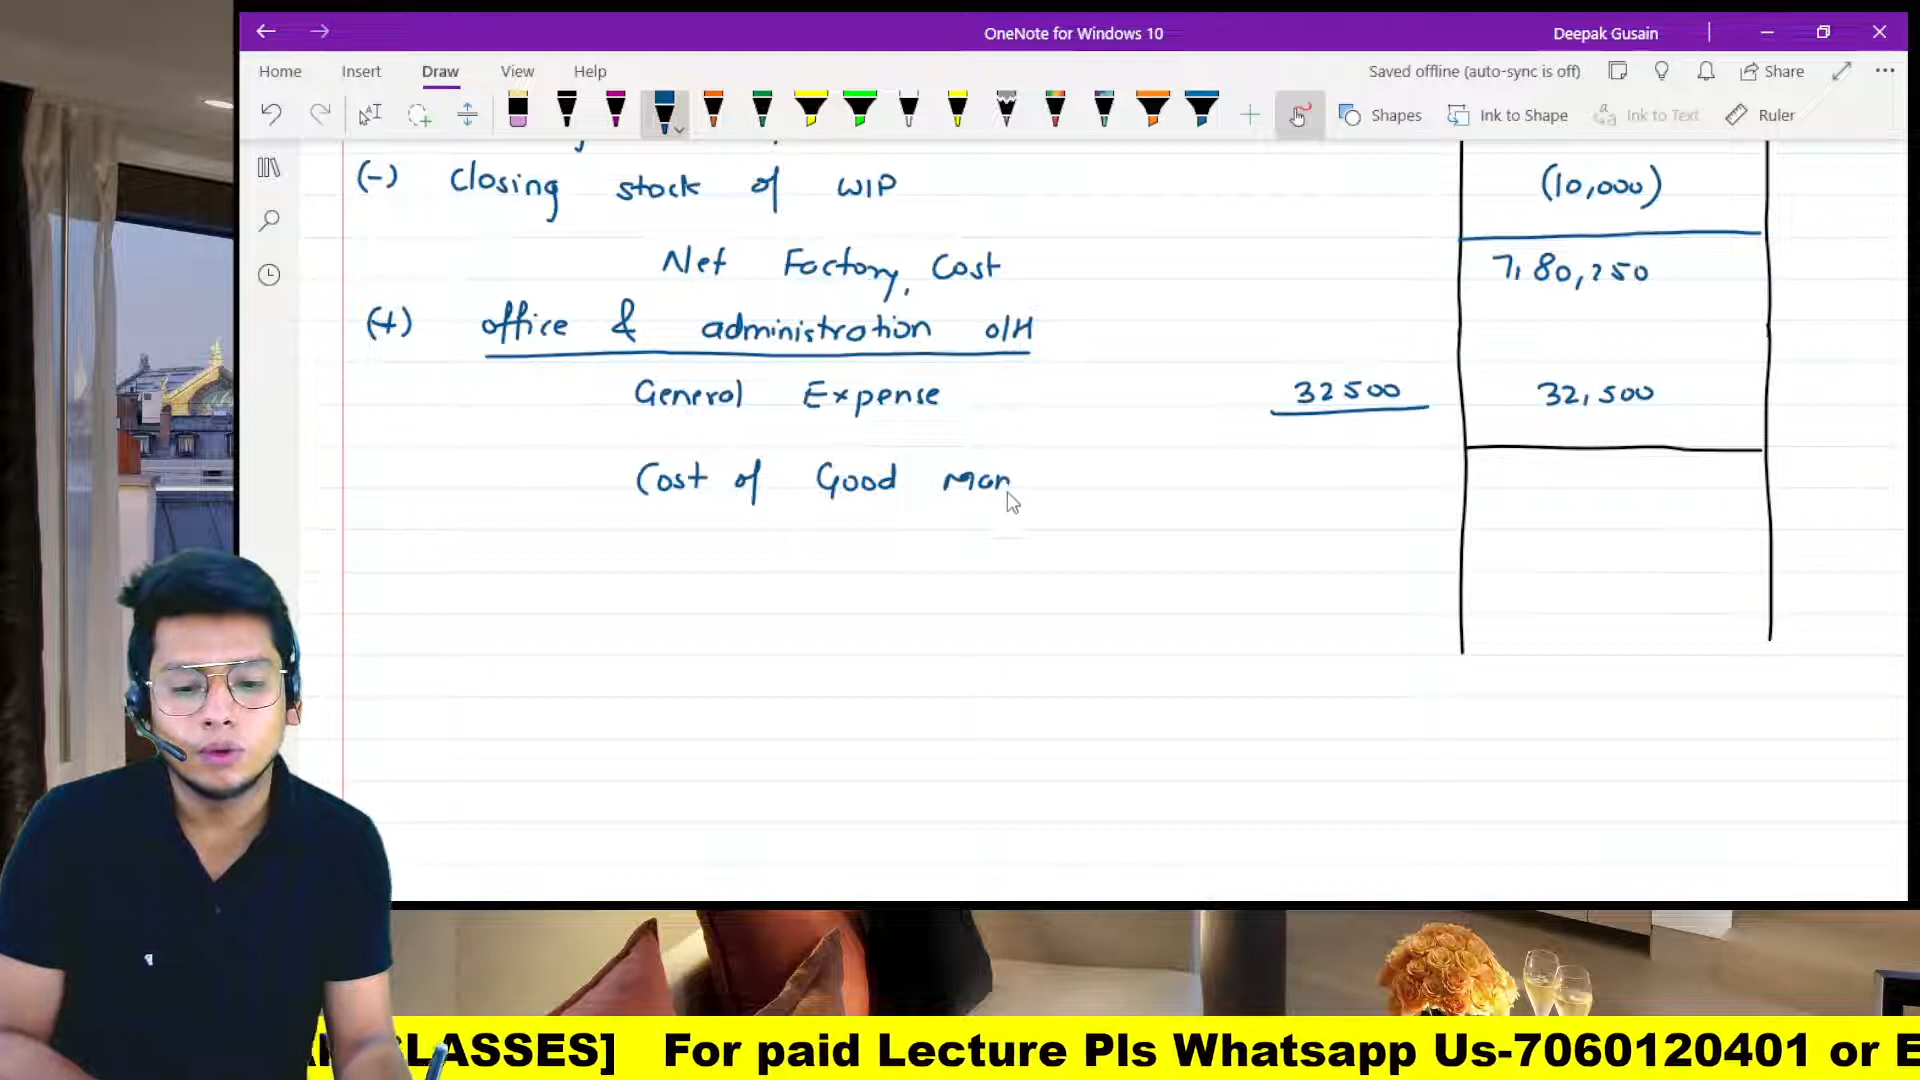 OneNote for Windows 10
Deepak Gusain
Home Insert Draw View Help
Saved offline (auto-sync is off)
Share
Shapes
Ink to Shape
Ink to Text
Ruler
(-) closing stock of WIP (10,000)
Net Factory Cost 7,80,250
(+) office & administration o/H
General Expense 32500 32,500
Cost of Good man
CLASSES] For paid Lecture Pls Whatsapp Us-7060120401 or E